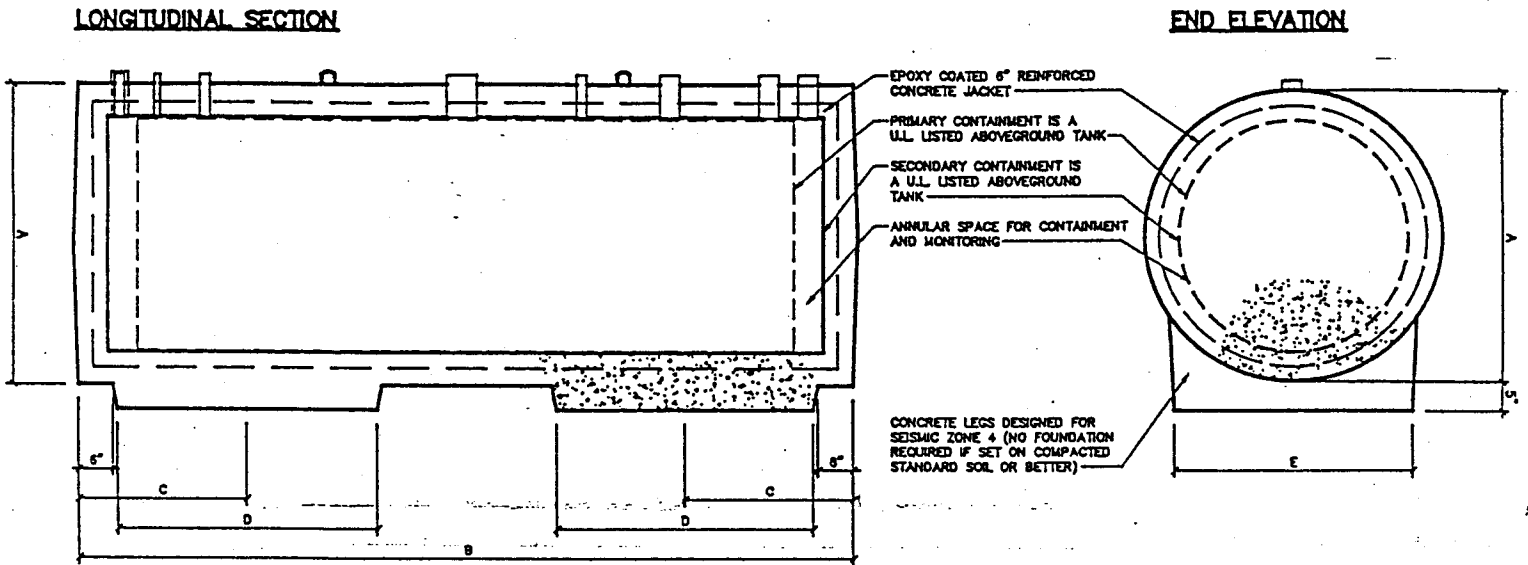 LONGITUDINAL SECTION
END ELEVATION
EPOXY COATED 6" REINFORCED
CONCRETE JACKET
PRIMARY CONTAINMENT IS A
U.L. LISTED ABOVEGROUND TANK
SECONDARY CONTAINMENT IS
A U.L. LISTED ABOVEGROUND
TANK
ANNULAR SPACE FOR CONTAINMENT
AND MONITORING
CONCRETE LEGS DESIGNED FOR
SEISMIC ZONE 4 (NO FOUNDATION
REQUIRED IF SET ON COMPACTED
STANDARD SOIL OR BETTER)
A
A
5"
6"
6"
C
C
D
D
B
E